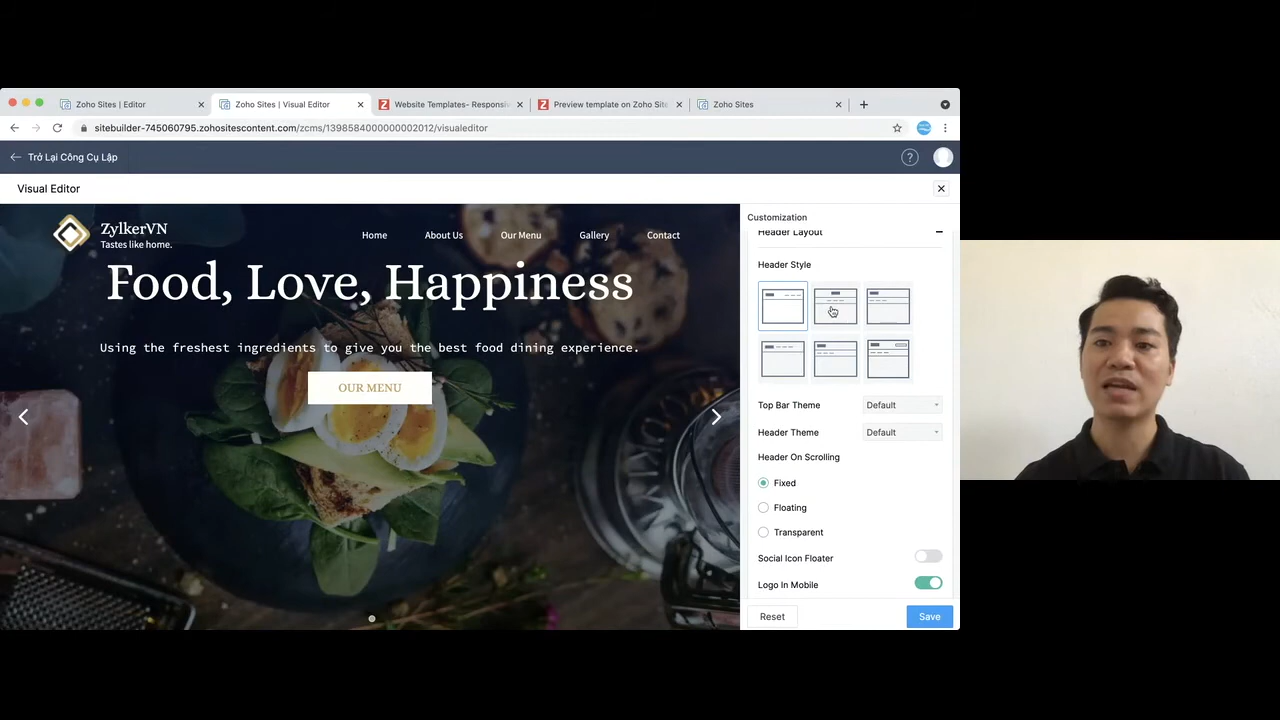 Zoho Sites | Editor
Zoho Sites | Visual Editor
Website Templates- Responsiv
Preview template on Zoho Site
Zoho Sites
sitebuilder-745060795.zohositescontent.com/zcms/1398584000000002012/visualeditor
Trở Lại Công Cụ Lập
Visual Editor
Customization
ZylkerVN
Tastes like home.
Home
About Us
Our Menu
Gallery
Contact
Food, Love, Happiness
Using the freshest ingredients to give you the best food dining experience.
OUR MENU
Header Layout
Header Style
Top Bar Theme
Default
Header Theme
Default
Header On Scrolling
Fixed
Floating
Transparent
Social Icon Floater
Logo In Mobile
Reset
Save